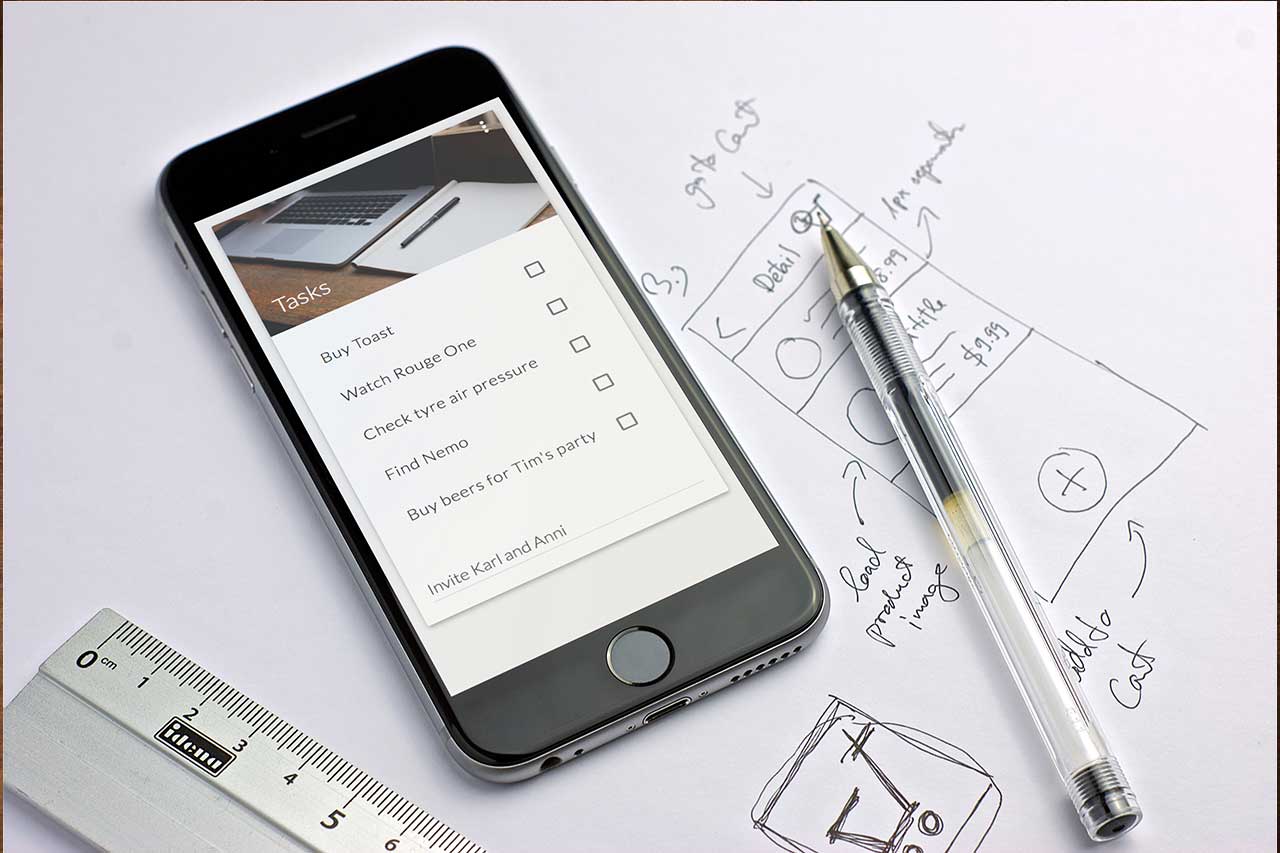 Tasks
Buy Toast
Watch Rouge One
Check tyre air pressure
Find Nemo
Buy beers for Tim's party
Invite Karl and Anni
go to Cart
1px separate
3.)
Detail
8.99
title
$9.99
load
product
image
add to
Cart
0 cm
1
2
3
4
5
6
idena